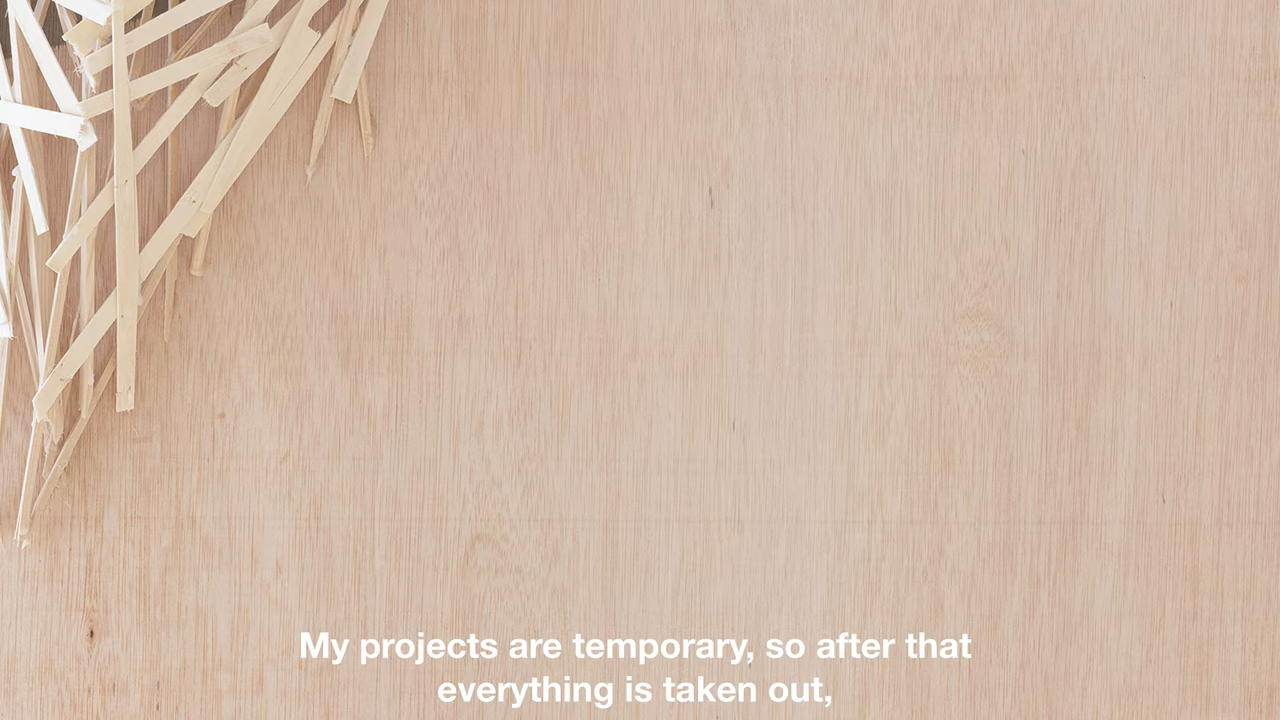 My projects are temporary, so after that
everything is taken out,